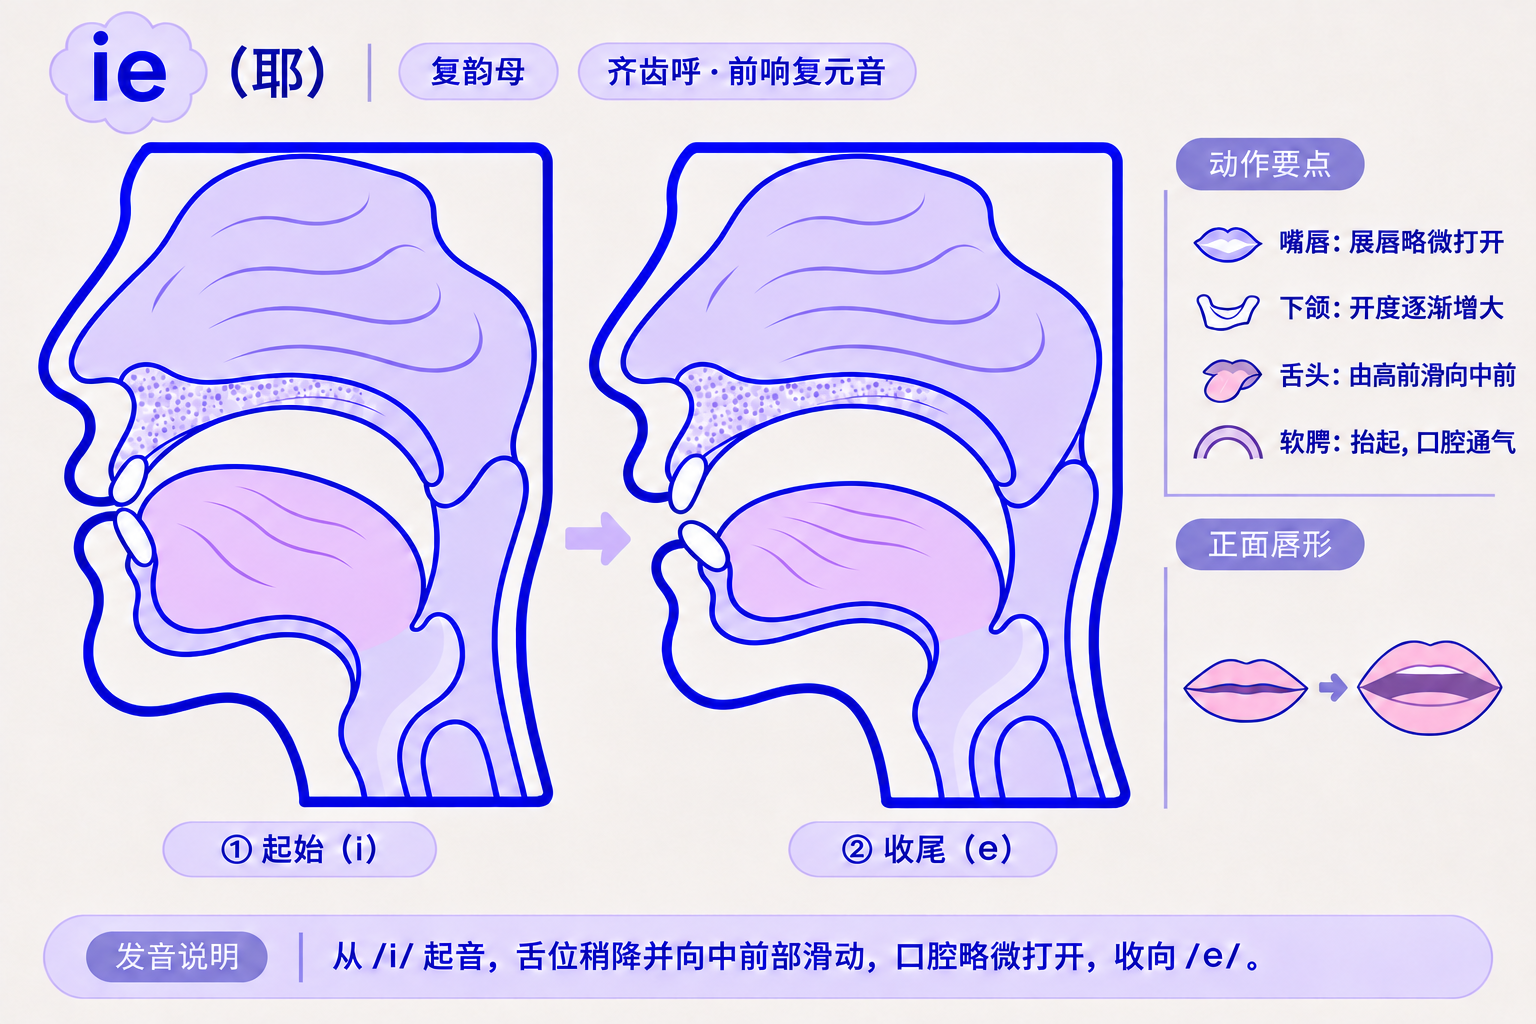 ie（耶） 复韵母 齐齿呼·前响复元音
动作要点
嘴唇：展唇略微打开
下颌：开度逐渐增大
舌头：由高前滑向中前
软腭：抬起，口腔通气
正面唇形
① 起始（i）
② 收尾（e）
发音说明 从 /i/ 起音，舌位稍降并向中前部滑动，口腔略微打开，收向 /e/。